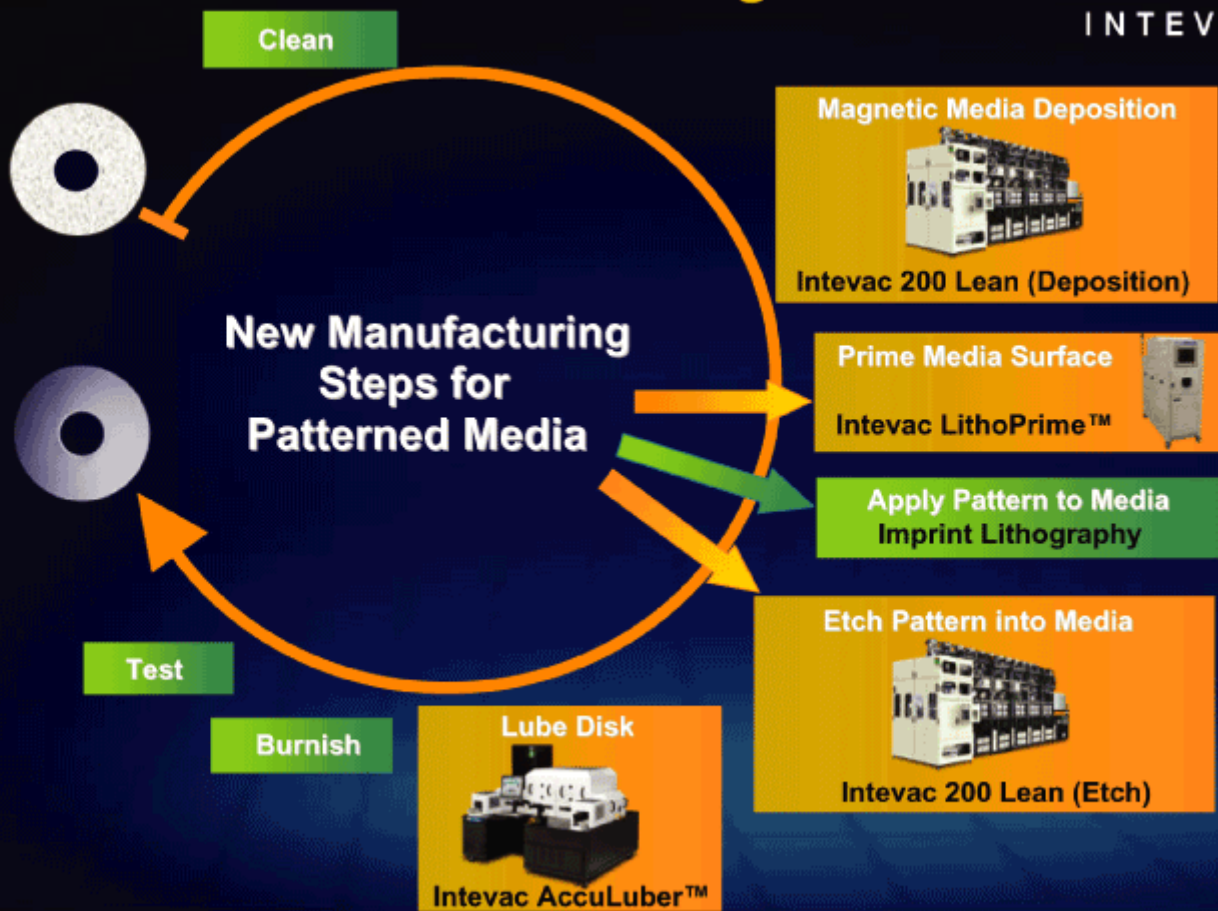 INTEV
Clean
Magnetic Media Deposition
Intevac 200 Lean (Deposition)
New Manufacturing
Steps for
Patterned Media
Prime Media Surface
Intevac LithoPrime™
Apply Pattern to Media
Imprint Lithography
Etch Pattern into Media
Intevac 200 Lean (Etch)
Test
Burnish
Lube Disk
Intevac AccuLuber™